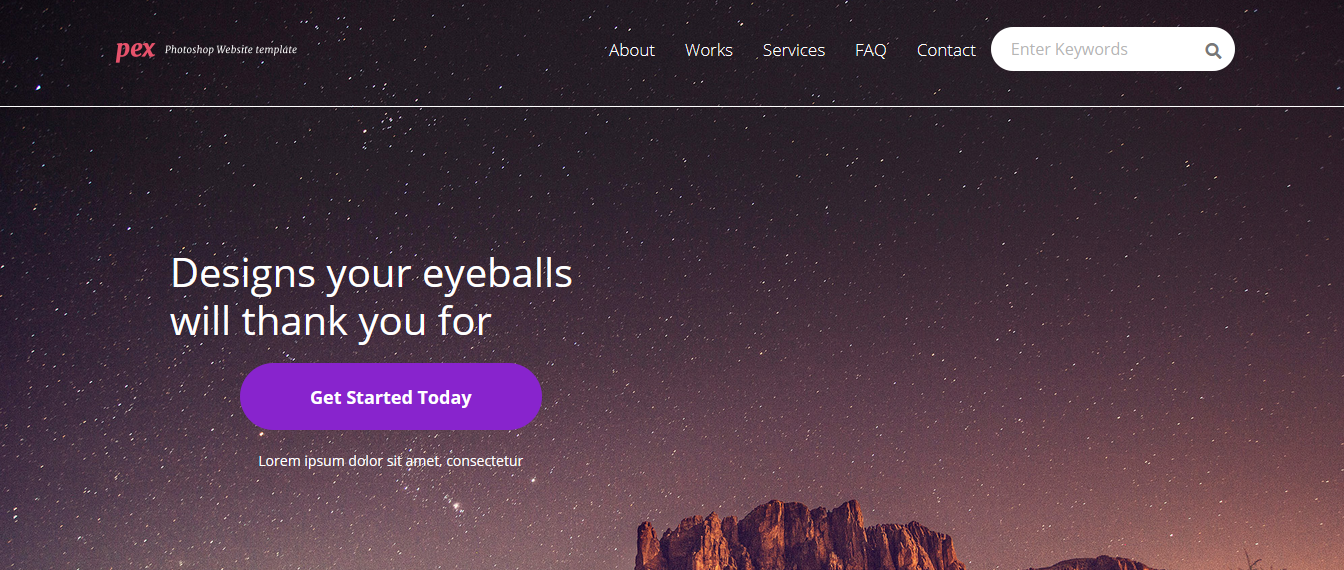 pex Photoshop Website template
About Works Services FAQ Contact Enter Keywords
Designs your eyeballs
will thank you for
Get Started Today
Lorem ipsum dolor sit amet, consectetur